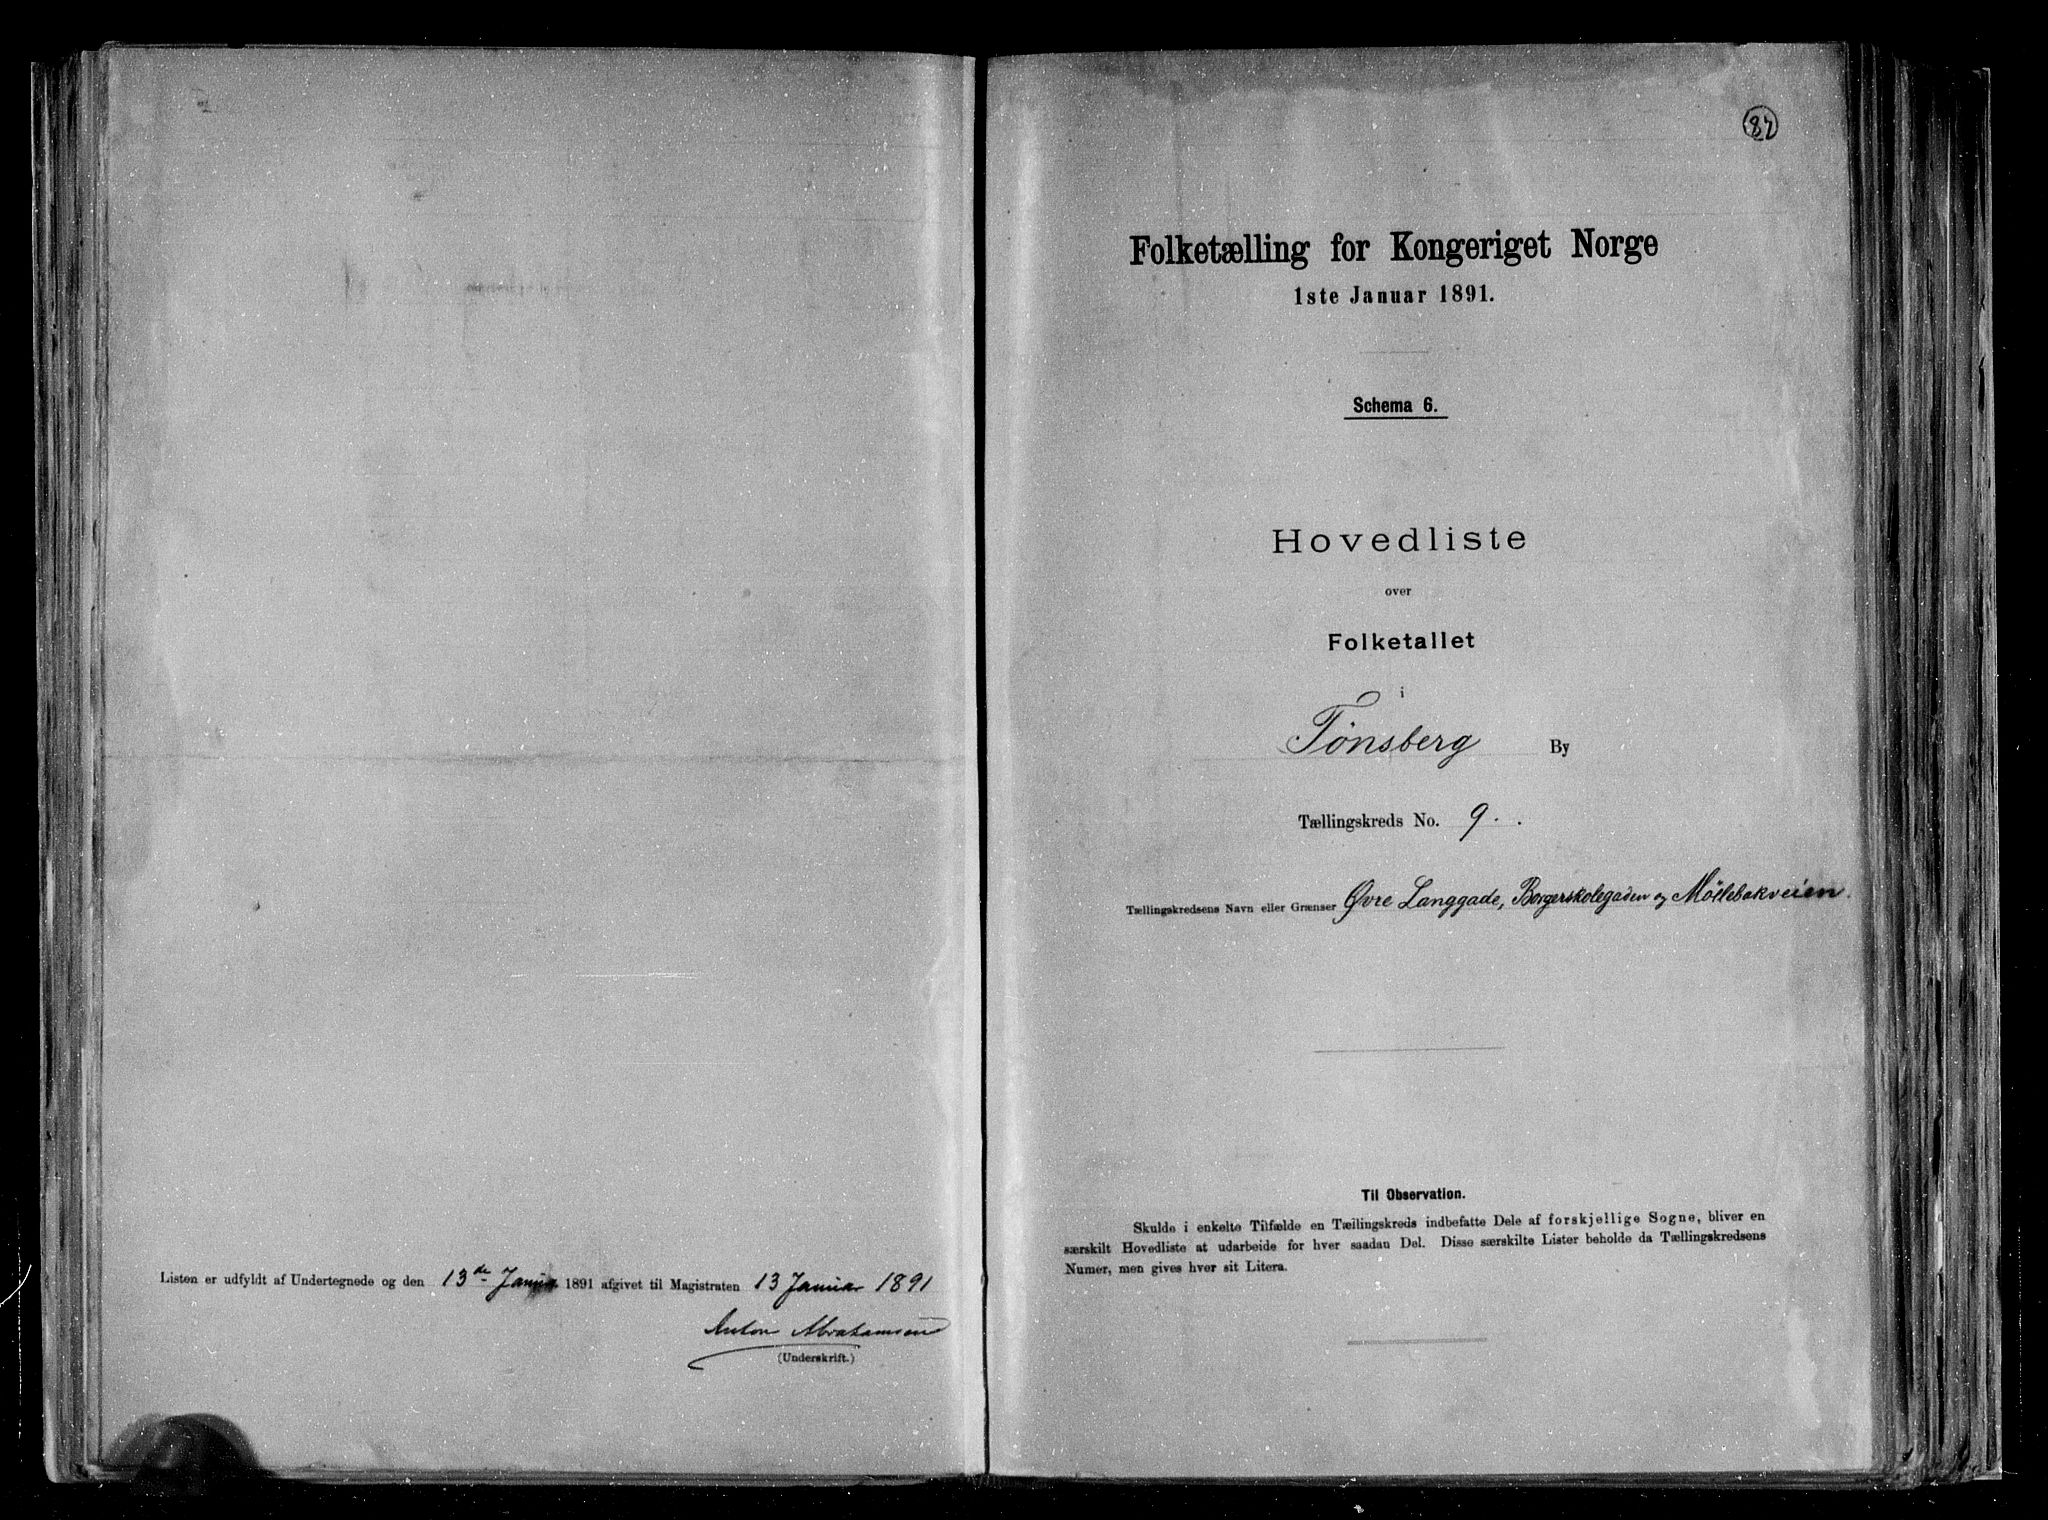 Listen er udfyldt af Undertegnede og den 13de Januar 1891 afgivet til Magistraten 13 Januar 1891
Anton Abrahamsen
(Underskrift.)
Folketælling for Kongeriget Norge
1ste Januar 1891.
Schema 6.
Hovedliste
over
Folketallet
i
Tønsberg By
Tællingskreds No. 9.
Tællingskredsens Navn eller Grænser Øvre Langgade, Borgerskolegaden og Möllebakveien.
Til Observation.
Skulde i enkelte Tilfælde en Tællingskreds indbefatte Dele af forskjellige Sogne, bliver en
særskilt Hovedliste at udarbeide for hver saadan Del. Disse særskilte Lister beholde da Tællingskredsens
Numer, men gives hver sit Litera.